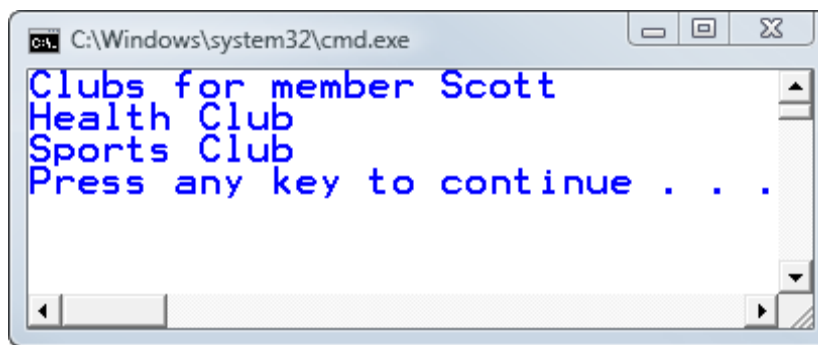 C:\Windows\system32\cmd.exe
Clubs for member Scott
Health Club
Sports Club
Press any key to continue . . .